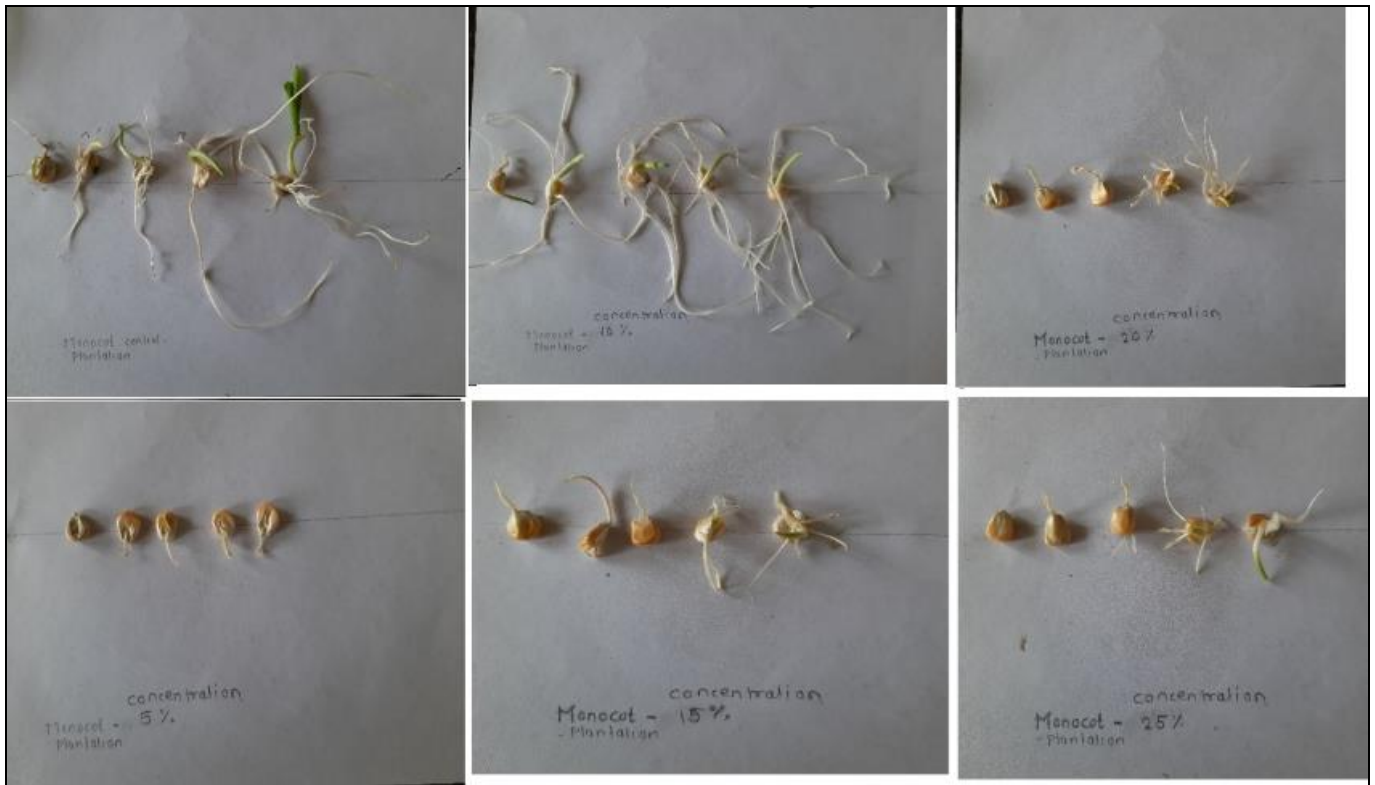 Monocot control -
Plantation
concentration
Monocot - 10 %
Plantation
concentration
Monocot - 20 %
- Plantation
concentration
Monocot - 5 %
Plantation
concentration
Monocot - 15 %
- Plantation
concentration
Monocot - 25 %
- Plantation